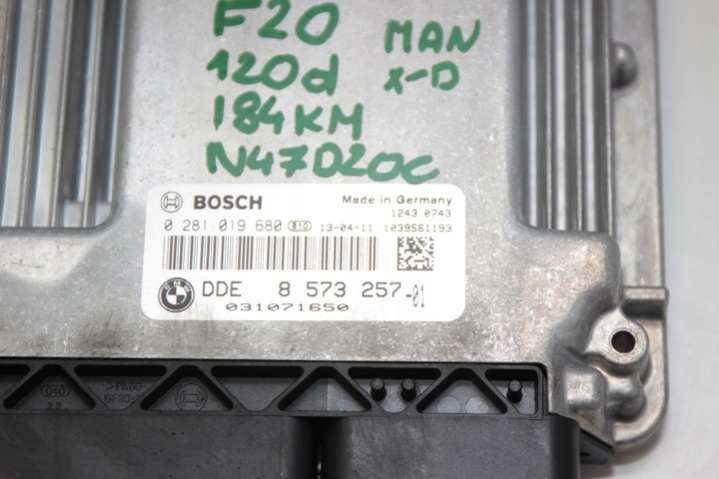 F20 MAN
120d x-D
184KM
N47D20C
BOSCH Made in Germany
1243 0743
0 281 019 680 13-04-11 1039S61193
DDE 8 573 257-01
031071650